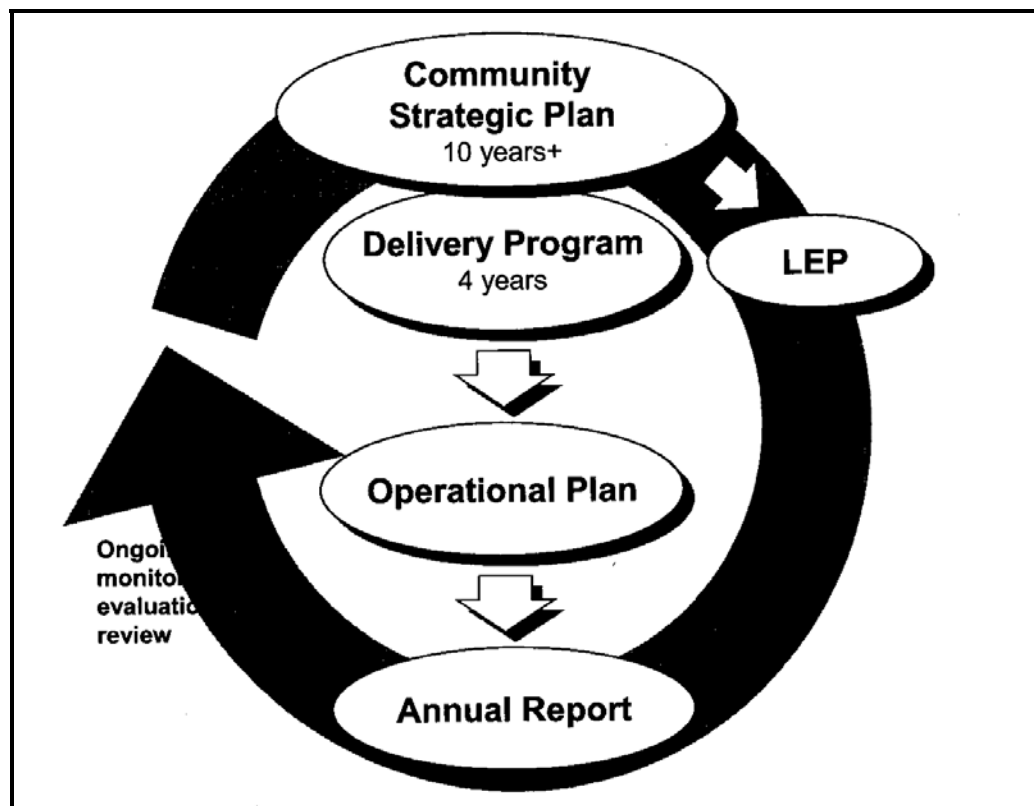 Community
Strategic Plan
10 years+
Delivery Program
4 years
LEP
Operational Plan
review
Annual Report